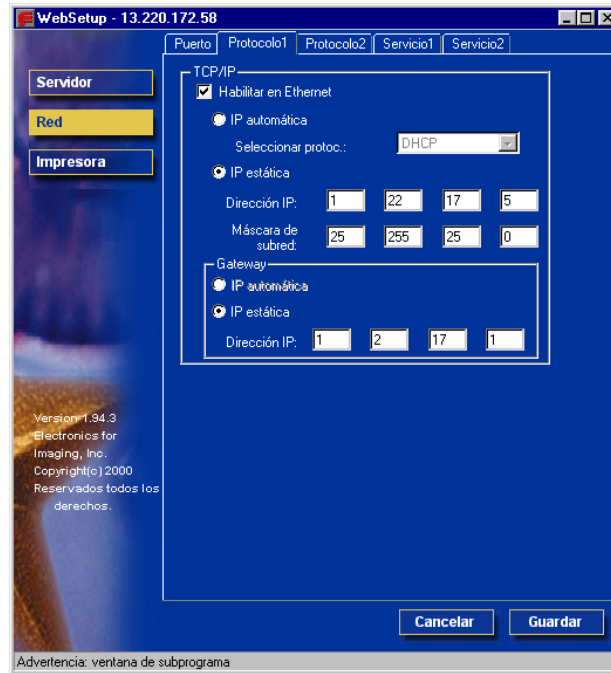 WebSetup - 13.220.172.58
Puerto Protocolo1 Protocolo2 Servicio1 Servicio2
Servidor
Red
Impresora
TCP/IP
Habilitar en Ethernet
IP automática
Seleccionar protoc.: DHCP
IP estática
Dirección IP: 1 22 17 5
Máscara de
subred: 25 255 25 0
Gateway
IP automática
IP estática
Dirección IP: 1 2 17 1
Version 1.94.3
Electronics for
Imaging, Inc.
Copyright(c) 2000
Reservados todos los
derechos.
Cancelar Guardar
Advertencia: ventana de subprograma